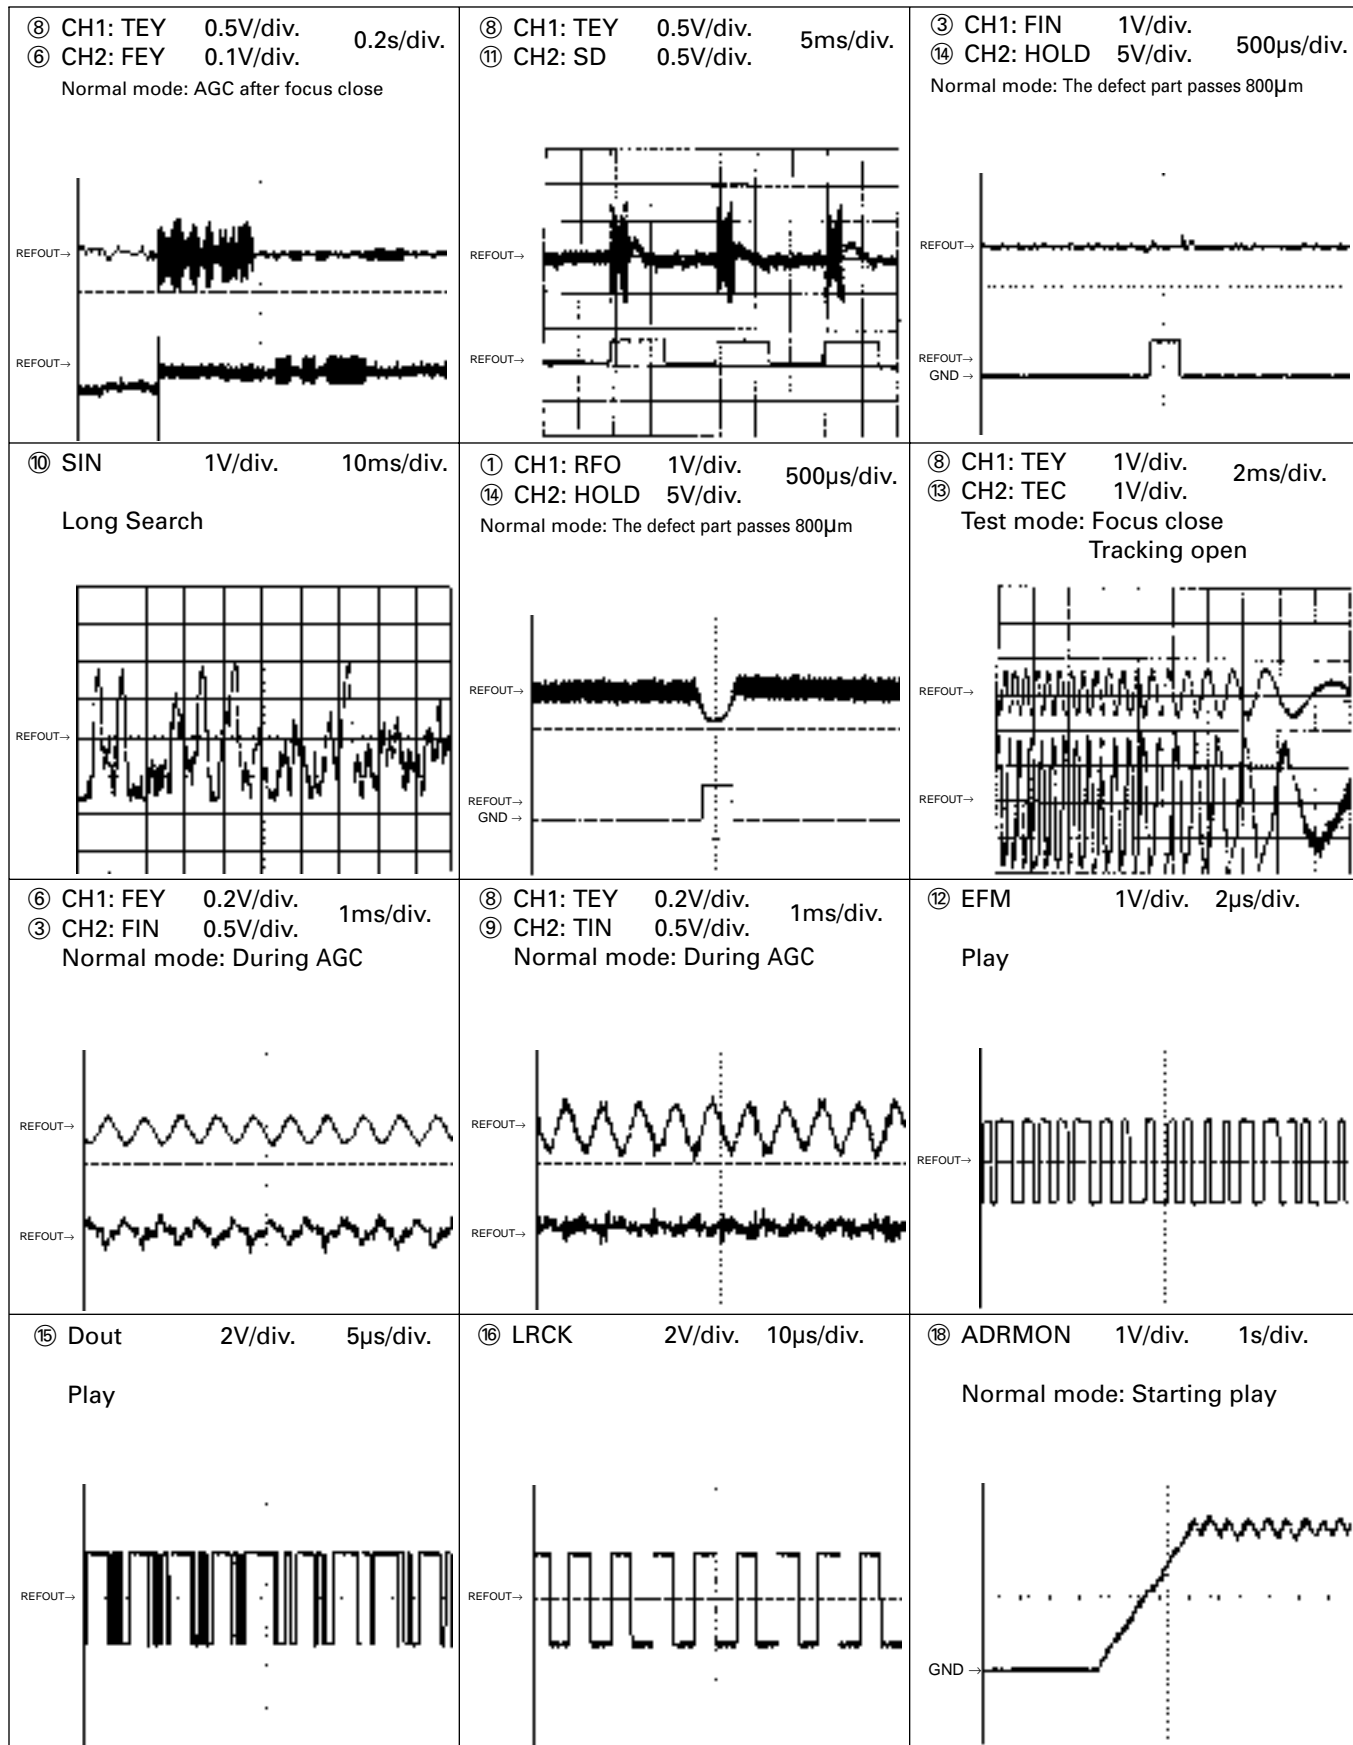 ⑧ CH1: TEY 0.5V/div. 0.2s/div.
⑥ CH2: FEY 0.1V/div.
Normal mode: AGC after focus close
REFOUT→
REFOUT→
⑧ CH1: TEY 0.5V/div. 5ms/div.
⑪ CH2: SD 0.5V/div.
REFOUT→
REFOUT→
③ CH1: FIN 1V/div. 500µs/div.
⑭ CH2: HOLD 5V/div.
Normal mode: The defect part passes 800µm
REFOUT→
REFOUT→
GND →
⑩ SIN 1V/div. 10ms/div.
Long Search
REFOUT→
① CH1: RFO 1V/div. 500µs/div.
⑭ CH2: HOLD 5V/div.
Normal mode: The defect part passes 800µm
REFOUT→
REFOUT→
GND →
⑧ CH1: TEY 1V/div. 2ms/div.
⑬ CH2: TEC 1V/div.
Test mode: Focus close
Tracking open
REFOUT→
REFOUT→
⑥ CH1: FEY 0.2V/div. 1ms/div.
③ CH2: FIN 0.5V/div.
Normal mode: During AGC
REFOUT→
REFOUT→
⑧ CH1: TEY 0.2V/div. 1ms/div.
⑨ CH2: TIN 0.5V/div.
Normal mode: During AGC
REFOUT→
REFOUT→
⑫ EFM 1V/div. 2µs/div.
Play
REFOUT→
⑮ Dout 2V/div. 5µs/div.
Play
REFOUT→
⑯ LRCK 2V/div. 10µs/div.
REFOUT→
⑱ ADRMON 1V/div. 1s/div.
Normal mode: Starting play
GND →